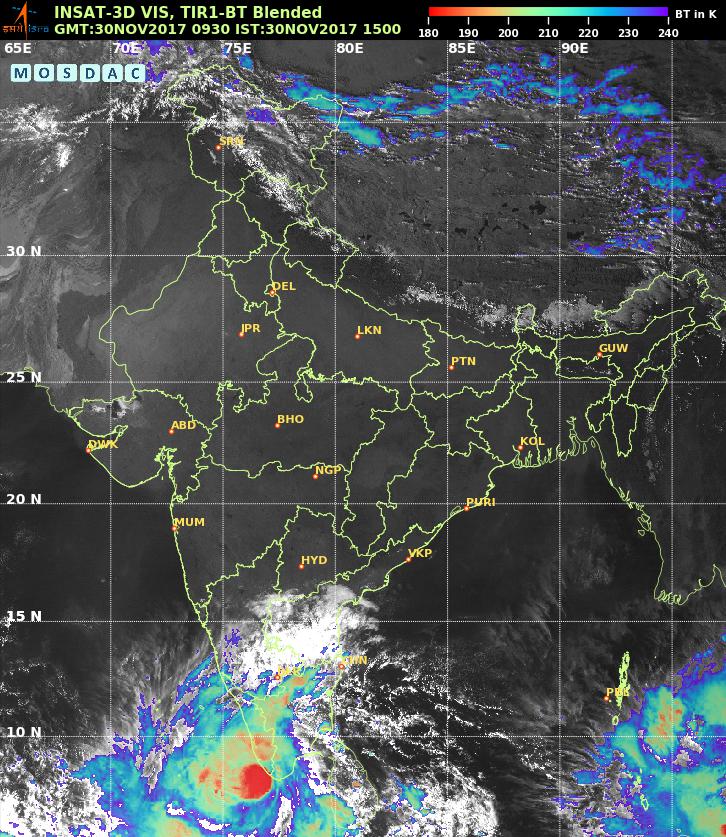 INSAT-3D VIS, TIR1-BT Blended
GMT:30NOV2017 0930 IST:30NOV2017 1500
BT in K
180 190 200 210 220 230 240
65E 70E 75E 80E 85E 90E
MOSDAC
SRN
30 N
DEL
JPR
LKN
GUW
PTN
25 N
ABD
BHO
DWK
KOL
NGP
20 N
PURI
MUM
VKP
HYD
15 N
CHN
PBL
10 N